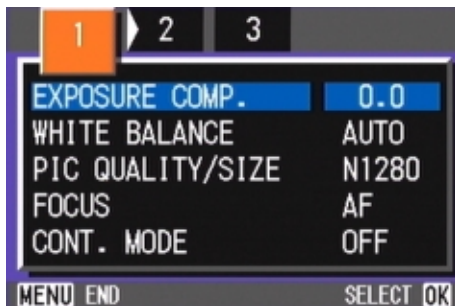 1 2 3
EXPOSURE COMP. 0.0
WHITE BALANCE AUTO
PIC QUALITY/SIZE N1280
FOCUS AF
CONT. MODE OFF
MENU END SELECT OK